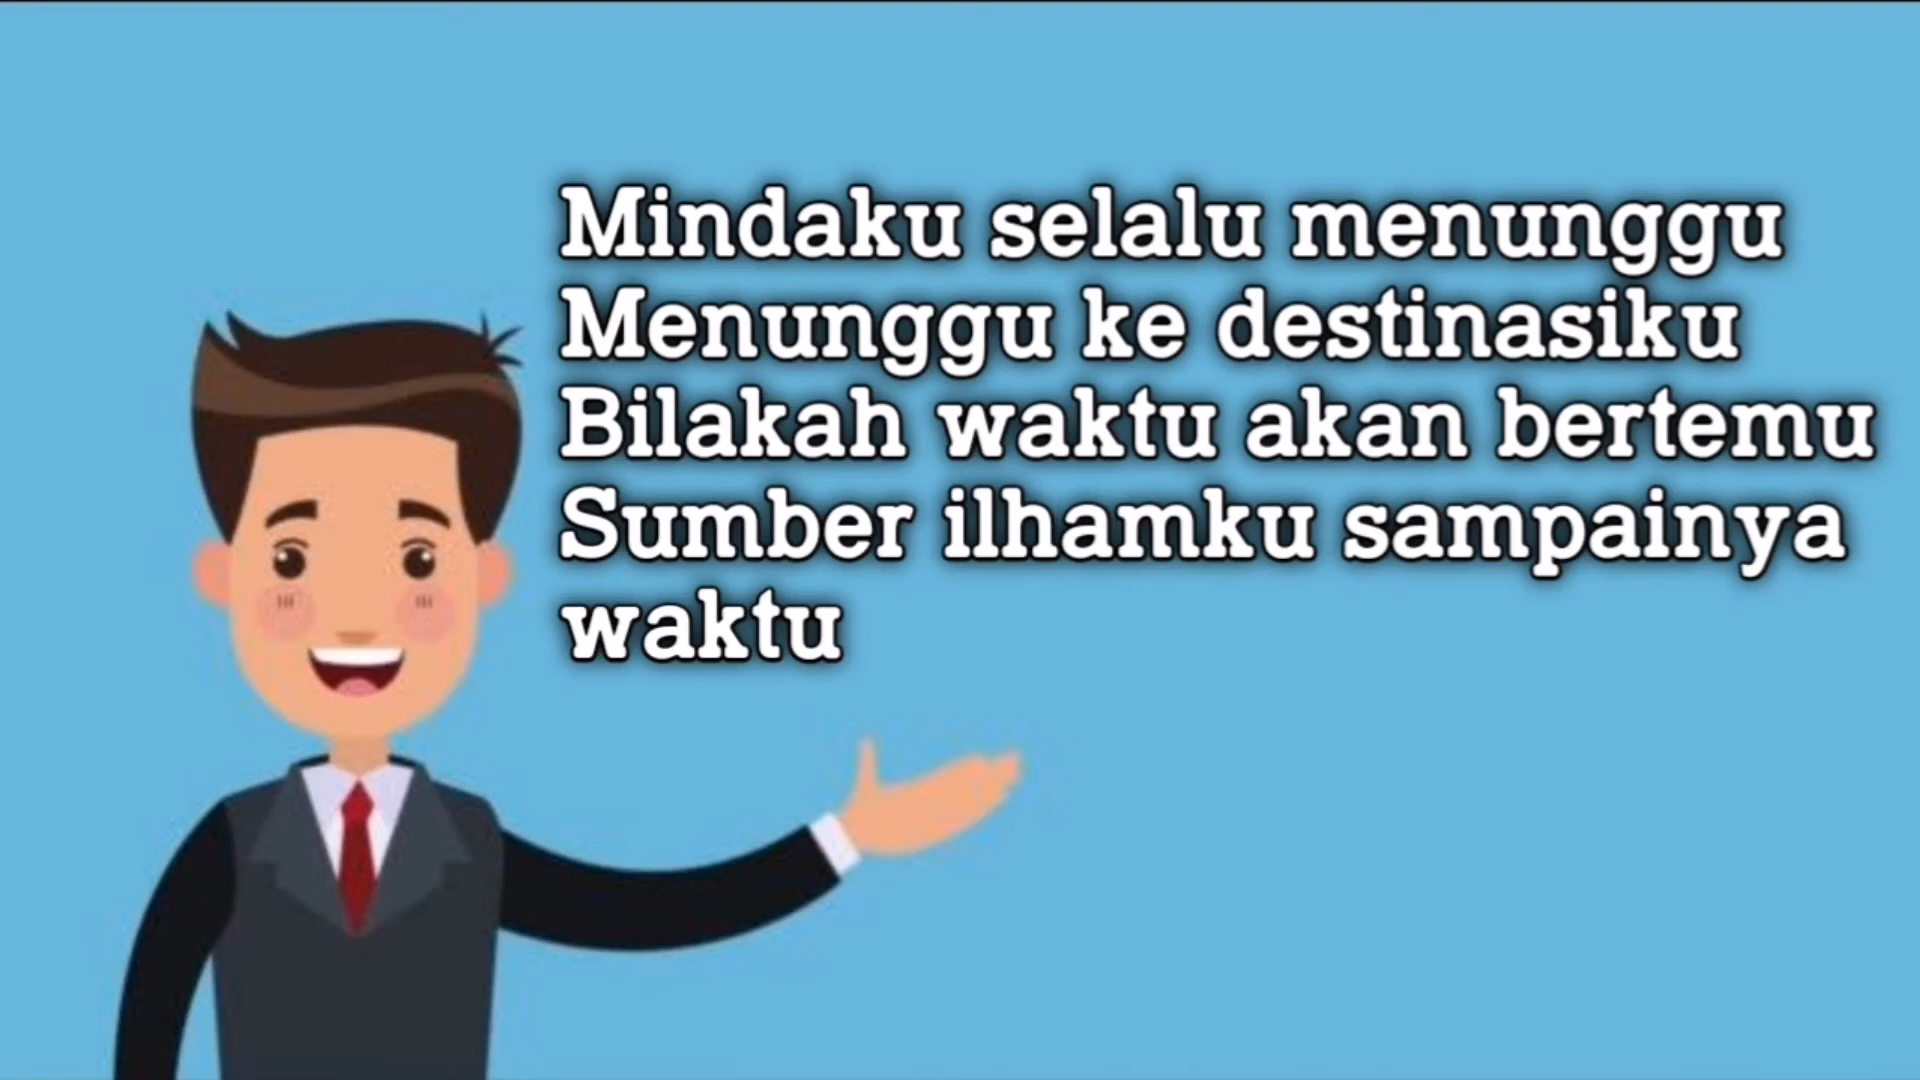 Mindaku selalu menunggu
Menunggu ke destinasiku
Bilakah waktu akan bertemu
Sumber ilhamku sampainya
waktu